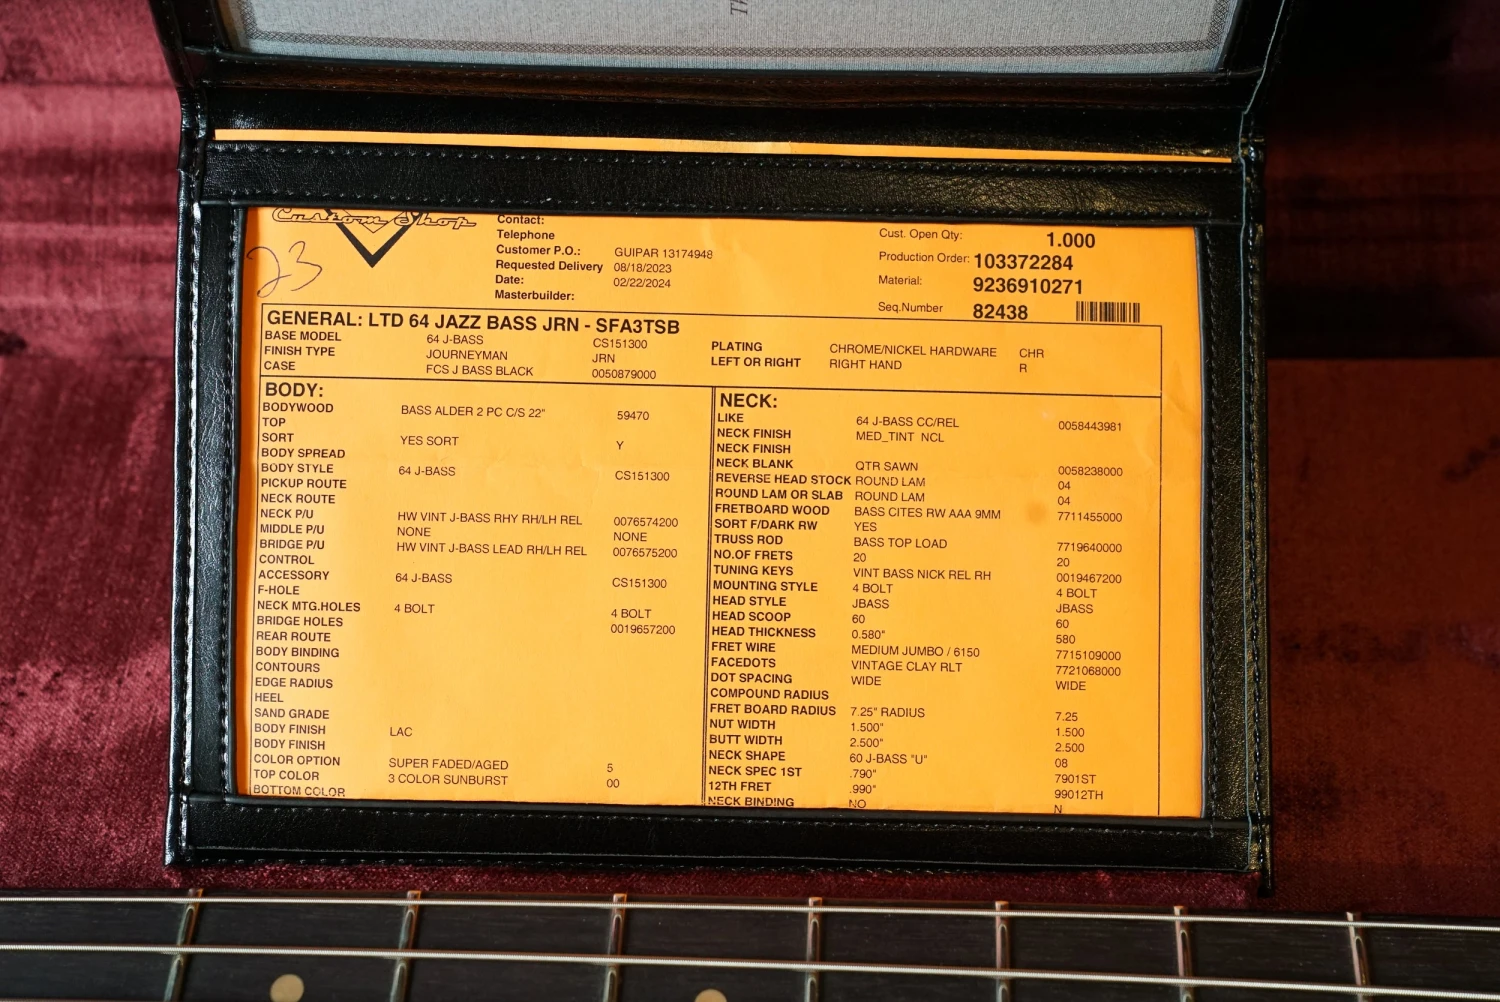 Th
Custom Shop
23
Contact:
Telephone
Customer P.O.: GUIPAR 13174948
Requested Delivery 08/18/2023
Date: 02/22/2024
Masterbuilder:
Cust. Open Qty: 1.000
Production Order: 103372284
Material: 9236910271
Seq.Number 82438
GENERAL: LTD 64 JAZZ BASS JRN - SFA3TSB
BASE MODEL 64 J-BASS CS151300
FINISH TYPE JOURNEYMAN JRN
CASE FCS J BASS BLACK 0050879000
PLATING CHROME/NICKEL HARDWARE CHR
LEFT OR RIGHT RIGHT HAND R
BODY:
BODYWOOD BASS ALDER 2 PC C/S 22" 59470
TOP
SORT YES SORT Y
BODY SPREAD
BODY STYLE 64 J-BASS CS151300
PICKUP ROUTE
NECK ROUTE
NECK P/U HW VINT J-BASS RHY RH/LH REL 0076574200
MIDDLE P/U NONE NONE
BRIDGE P/U HW VINT J-BASS LEAD RH/LH REL 0076575200
CONTROL
ACCESSORY 64 J-BASS CS151300
F-HOLE
NECK MTG.HOLES 4 BOLT 4 BOLT
BRIDGE HOLES 0019657200
REAR ROUTE
BODY BINDING
CONTOURS
EDGE RADIUS
HEEL
SAND GRADE
BODY FINISH LAC
BODY FINISH
COLOR OPTION SUPER FADED/AGED 5
TOP COLOR 3 COLOR SUNBURST 00
BOTTOM COLOR
NECK:
LIKE 64 J-BASS CC/REL 0058443981
NECK FINISH MED_TINT NCL
NECK FINISH
NECK BLANK QTR SAWN 0058238000
REVERSE HEAD STOCK ROUND LAM 04
ROUND LAM OR SLAB ROUND LAM 04
FRETBOARD WOOD BASS CITES RW AAA 9MM 7711455000
SORT F/DARK RW YES
TRUSS ROD BASS TOP LOAD 7719640000
NO.OF FRETS 20 20
TUNING KEYS VINT BASS NICK REL RH 0019467200
MOUNTING STYLE 4 BOLT 4 BOLT
HEAD STYLE JBASS JBASS
HEAD SCOOP 60 60
HEAD THICKNESS 0.580" 580
FRET WIRE MEDIUM JUMBO / 6150 7715109000
FACEDOTS VINTAGE CLAY RLT 7721068000
DOT SPACING WIDE WIDE
COMPOUND RADIUS
FRET BOARD RADIUS 7.25" RADIUS 7.25
NUT WIDTH 1.500" 1.500
BUTT WIDTH 2.500" 2.500
NECK SHAPE 60 J-BASS "U" 08
NECK SPEC 1ST .790" 7901ST
12TH FRET .990" 99012TH
NECK BINDING NO N